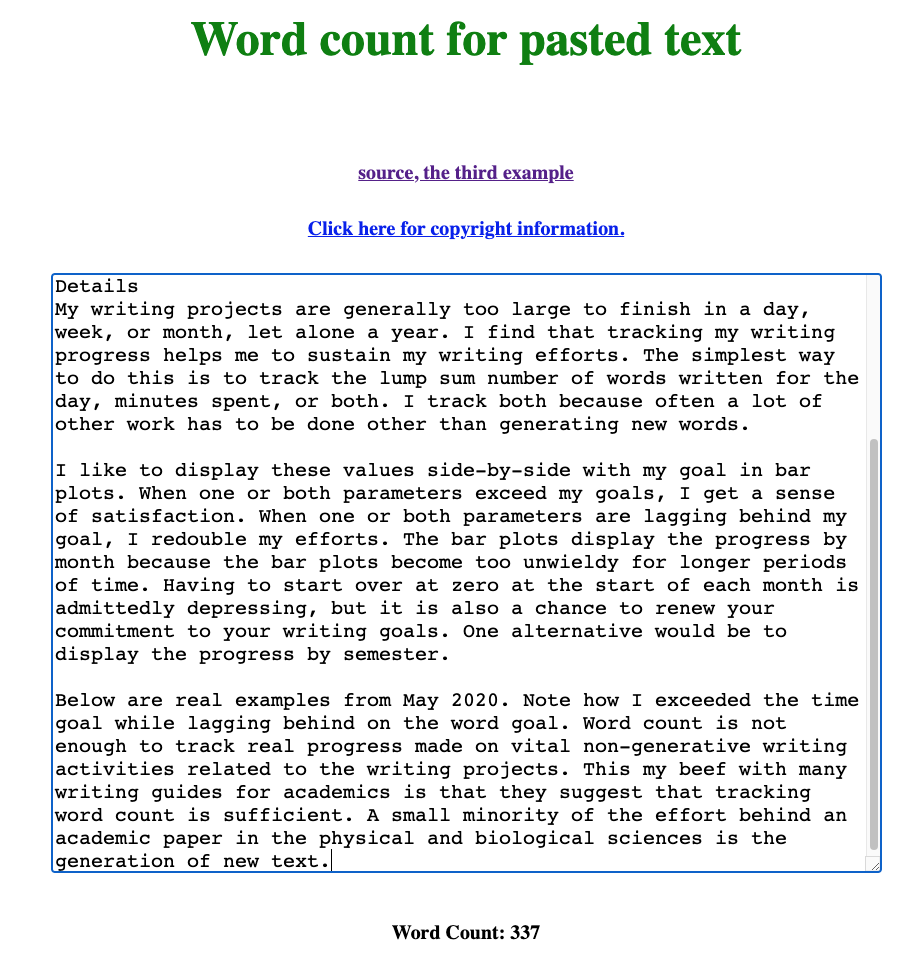 Word count for pasted text
source, the third example
Click here for copyright information.
Details
My writing projects are generally too large to finish in a day,
week, or month, let alone a year. I find that tracking my writing
progress helps me to sustain my writing efforts. The simplest way
to do this is to track the lump sum number of words written for the
day, minutes spent, or both. I track both because often a lot of
other work has to be done other than generating new words.
I like to display these values side-by-side with my goal in bar
plots. When one or both parameters exceed my goals, I get a sense
of satisfaction. When one or both parameters are lagging behind my
goal, I redouble my efforts. The bar plots display the progress by
month because the bar plots become too unwieldy for longer periods
of time. Having to start over at zero at the start of each month is
admittedly depressing, but it is also a chance to renew your
commitment to your writing goals. One alternative would be to
display the progress by semester.
Below are real examples from May 2020. Note how I exceeded the time
goal while lagging behind on the word goal. Word count is not
enough to track real progress made on vital non-generative writing
activities related to the writing projects. This my beef with many
writing guides for academics is that they suggest that tracking
word count is sufficient. A small minority of the effort behind an
academic paper in the physical and biological sciences is the
generation of new text.
Word Count: 337